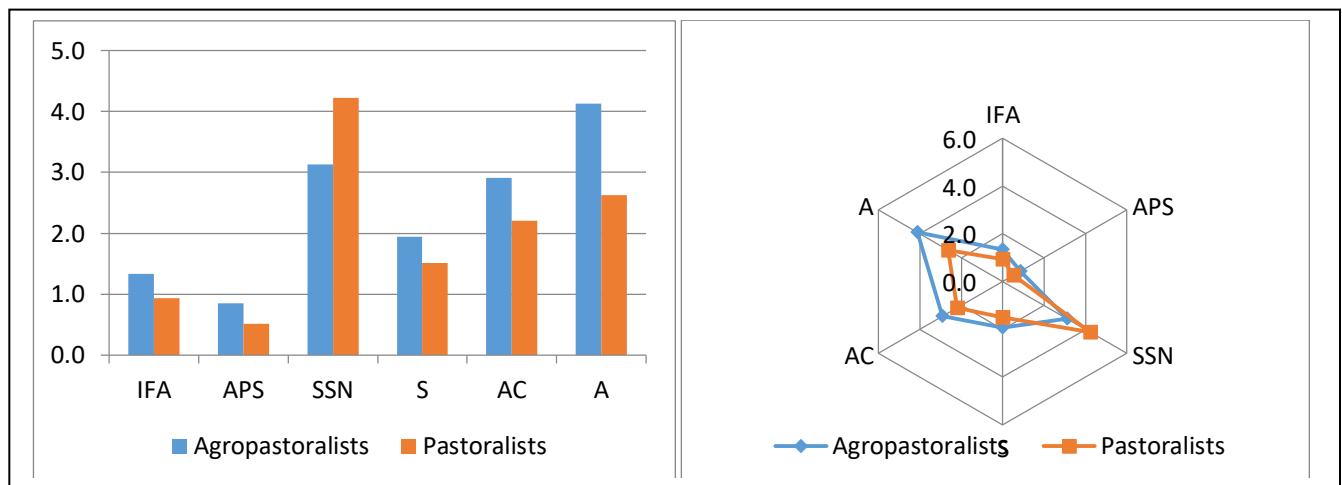 5.0
4.0
3.0
2.0
1.0
0.0
IFA APS SSN S AC A
Agropastoralists Pastoralists
IFA
6.0
4.0
2.0
0.0
A APS
AC SSN
S
Agropastoralists Pastoralists